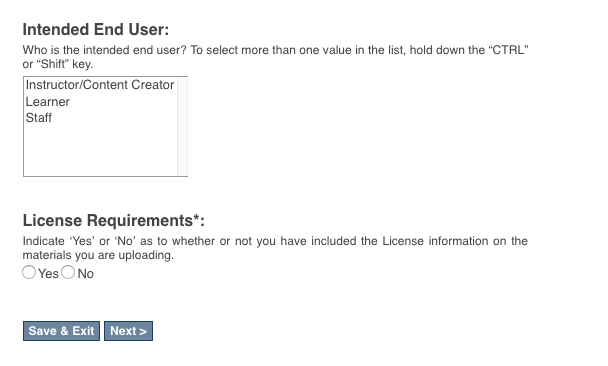 Intended End User:
Who is the intended end user? To select more than one value in the list, hold down the “CTRL”
or “Shift” key.
Instructor/Content Creator
Learner
Staff
License Requirements*:
Indicate ‘Yes’ or ‘No’ as to whether or not you have included the License information on the
materials you are uploading.
Yes No
Save & Exit Next >